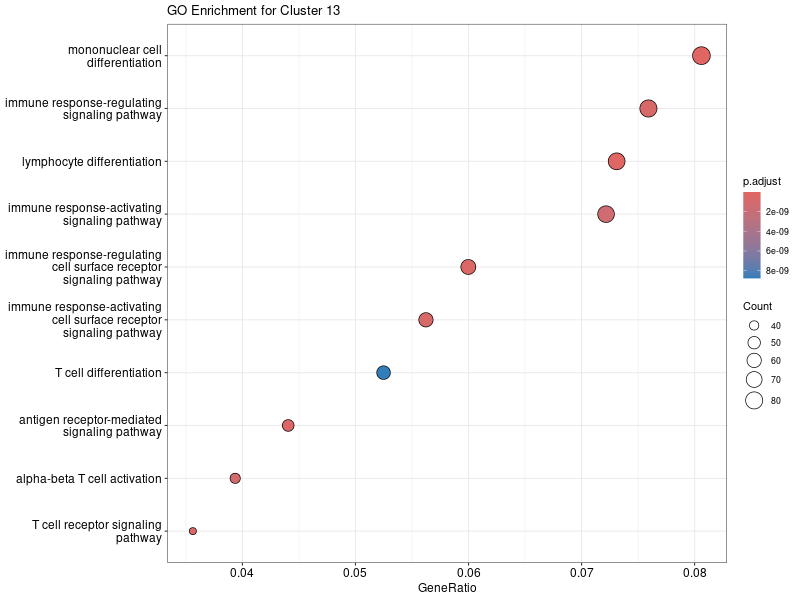 GO Enrichment for Cluster 13
mononuclear cell
differentiation
immune response-regulating
signaling pathway
lymphocyte differentiation
immune response-activating
signaling pathway
immune response-regulating
cell surface receptor
signaling pathway
immune response-activating
cell surface receptor
signaling pathway
T cell differentiation
antigen receptor-mediated
signaling pathway
alpha-beta T cell activation
T cell receptor signaling
pathway
0.04 0.05 0.06 0.07 0.08
GeneRatio
p.adjust
2e-09
4e-09
6e-09
8e-09
Count
40
50
60
70
80